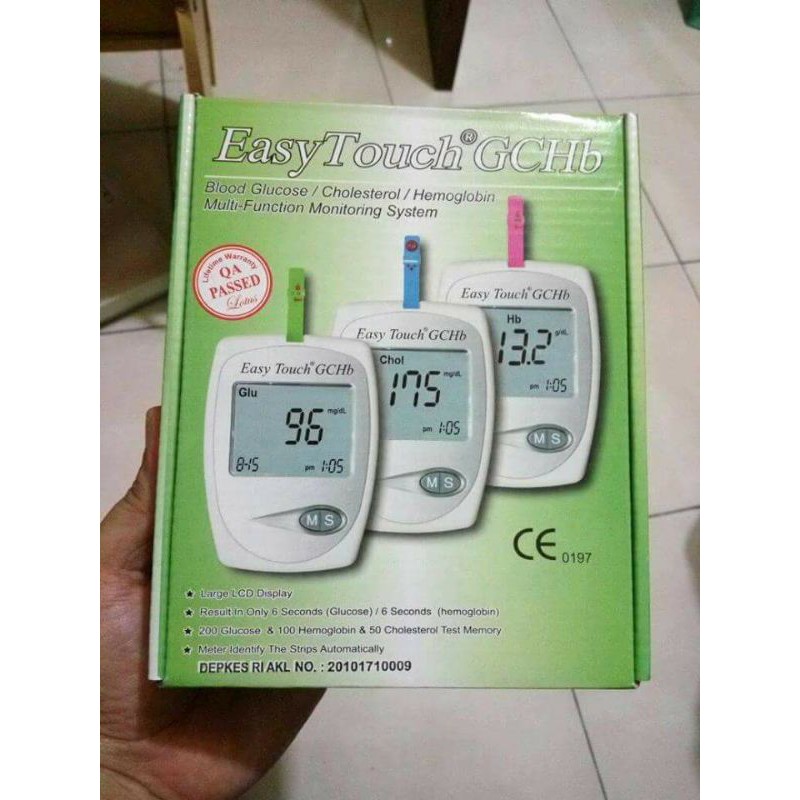 EasyTouch® GCHb
Blood Glucose / Cholesterol / Hemoglobin
Multi-Function Monitoring System
Lifetime Warranty
QA
PASSED
Lotus
Easy Touch® GCHb
Glu
96 mg/dL
8-15 pm 1:05
M S
Easy Touch® GCHb
Chol
175 mg/dL
pm 1:05
M S
Easy Touch® GCHb
Hb
13.2 g/dL
pm 1:05
M S
CE 0197
★ Large LCD Display
★ Result In Only 6 Seconds (Glucose) / 6 Seconds (hemoglobin)
★ 200 Glucose & 100 Hemoglobin & 50 Cholesterol Test Memory
★ Meter Identify The Strips Automatically
DEPKES RI AKL NO. : 20101710009